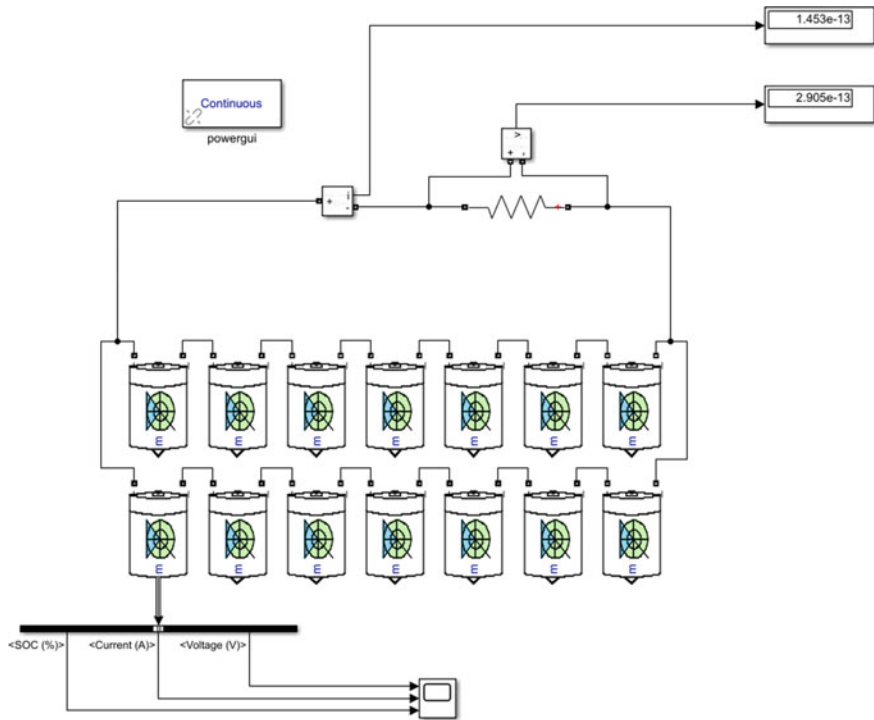 1.453e-13
Continuous
powergui
2.905e-13
+
v
+ -
i
-
+
m m m m m m m
m m m m m m m
<SOC (%)> <Current (A)> <Voltage (V)>